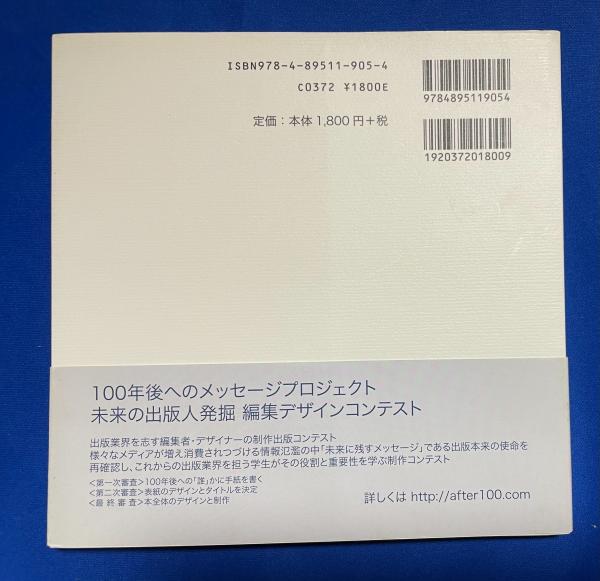 ISBN978-4-89511-905-4
C0372 ¥1800E
定価：本体1,800円＋税
9784895119054
1920372018009
100年後へのメッセージプロジェクト
未来の出版人発掘 編集デザインコンテスト
出版業界を志す編集者・デザイナーの制作出版コンテスト
様々なメディアが増え消費されつづける情報氾濫の中「未来に残すメッセージ」である出版本来の使命を
再確認し、これからの出版業界を担う学生がその役割と重要性を学ぶ制作コンテスト
<第一次審査>100年後への「誰」かに手紙を書く
<第二次審査>表紙のデザインとタイトルを決定
<最終審査>本全体のデザインと制作
詳しくは http://after100.com